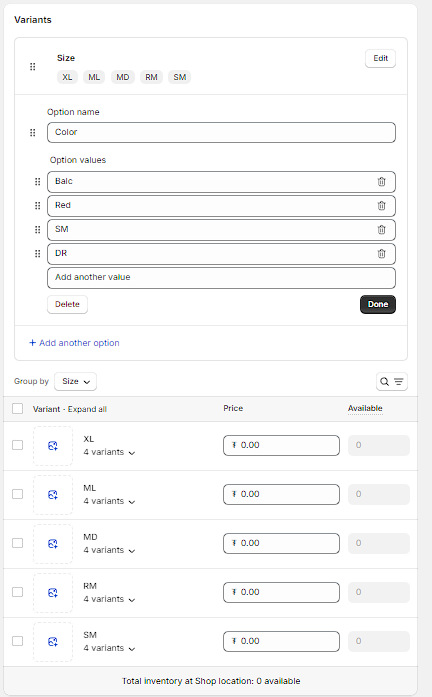 Variants
Size
Edit
XL ML MD RM SM
Option name
Color
Option values
Balc
Red
SM
DR
Add another value
Delete Done
+ Add another option
Group by Size
Variant · Expand all Price Available
XL
4 variants ₮ 0.00 0
ML
4 variants ₮ 0.00 0
MD
4 variants ₮ 0.00 0
RM
4 variants ₮ 0.00 0
SM
4 variants ₮ 0.00 0
Total inventory at Shop location: 0 available